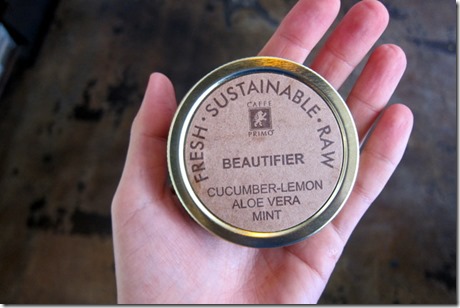 FRESH · SUSTAINABLE · RAW
CAFFE
PRIMO
BEAUTIFIER
CUCUMBER-LEMON
ALOE VERA
MINT